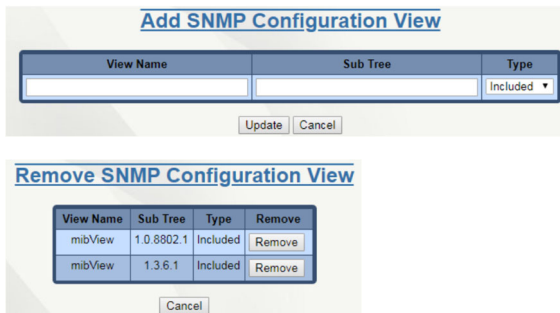 Add SNMP Configuration View
View Name Sub Tree Type
Included
Update Cancel
Remove SNMP Configuration View
View Name Sub Tree Type Remove
mibView 1.0.8802.1 Included Remove
mibView 1.3.6.1 Included Remove
Cancel